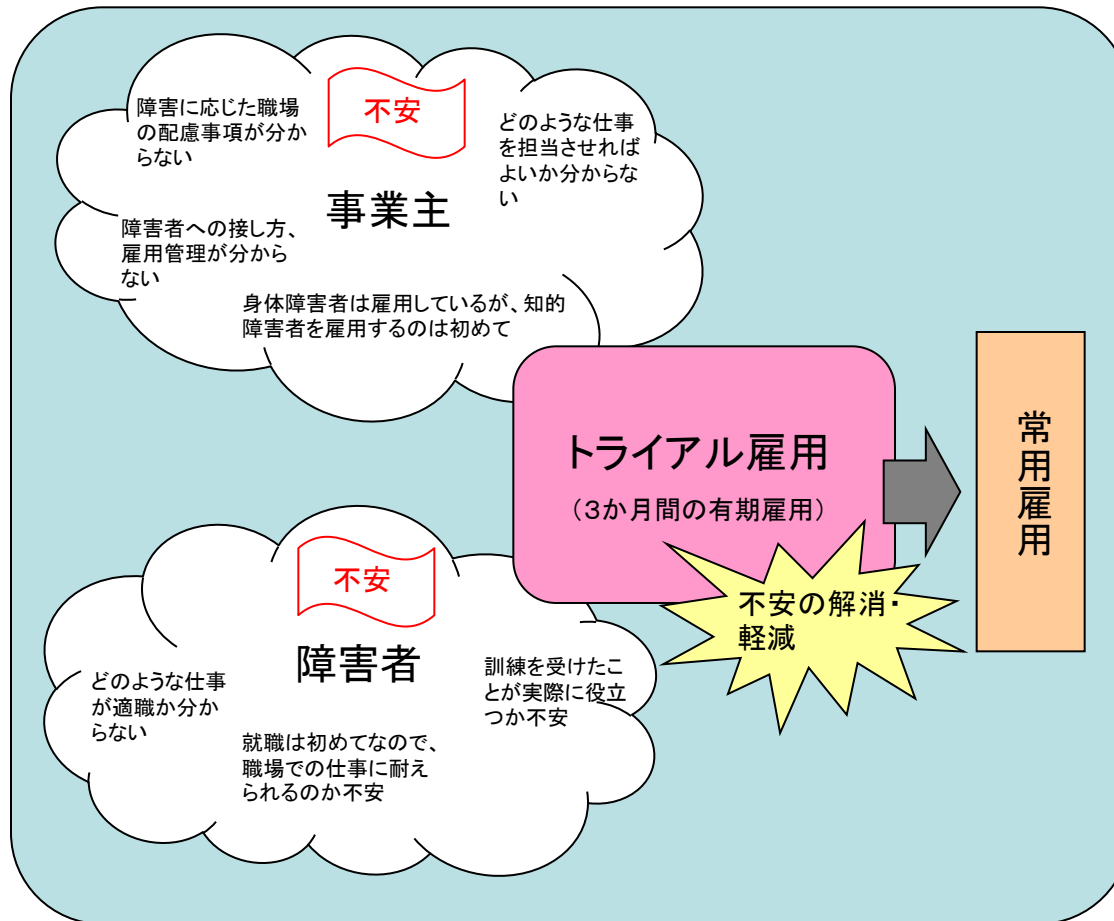 不安
障害に応じた職場
の配慮事項が分か
らない
どのような仕事
を担当させれば
よいか分からな
い
事業主
障害者への接し方、
雇用管理が分から
ない
身体障害者は雇用しているが、知的
障害者を雇用するのは初めて
トライアル雇用
（３か月間の有期雇用）
不安の解消・
軽減
常用雇用
不安
障害者
どのような仕事
が適職か分から
ない
訓練を受けたこ
とが実際に役立
つか不安
就職は初めてなので、
職場での仕事に耐え
られるのか不安